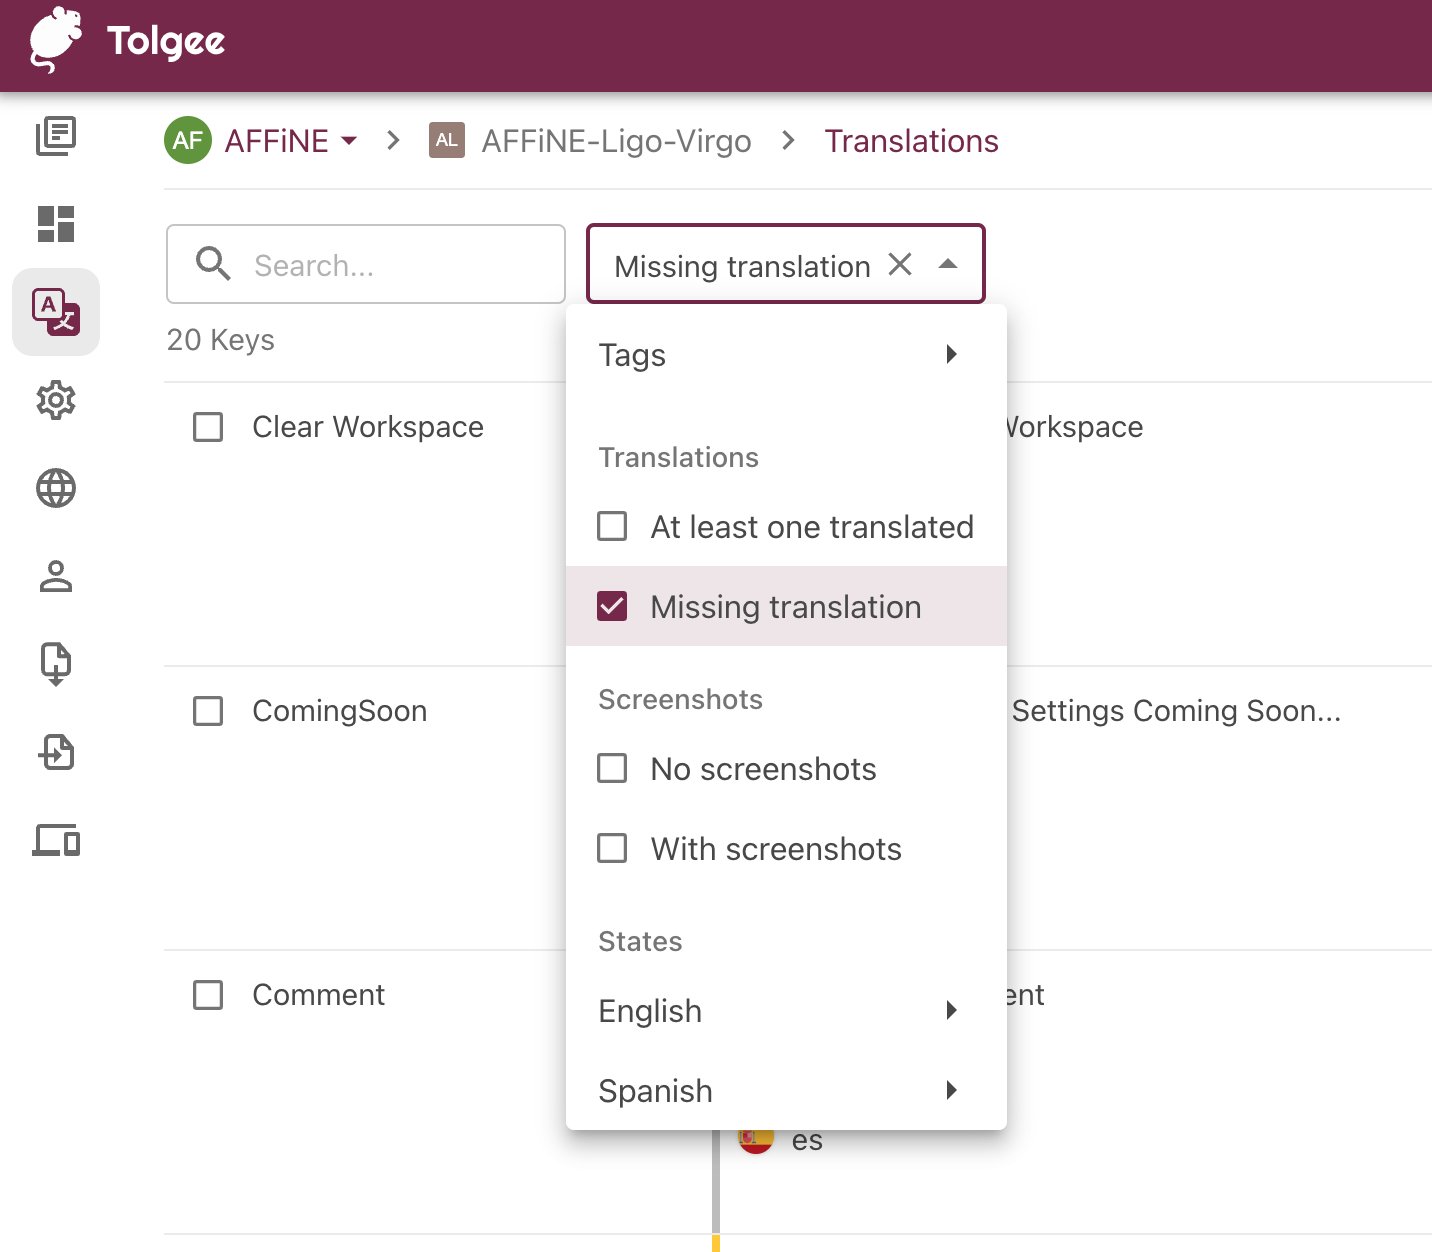 Tolgee
AF AFFiNE AL AFFiNE-Ligo-Virgo Translations
Search...
Missing translation
20 Keys
Tags
Clear Workspace
Workspace
Translations
At least one translated
Missing translation
Screenshots
ComingSoon
Settings Coming Soon...
No screenshots
With screenshots
States
Comment
ent
English
Spanish
es